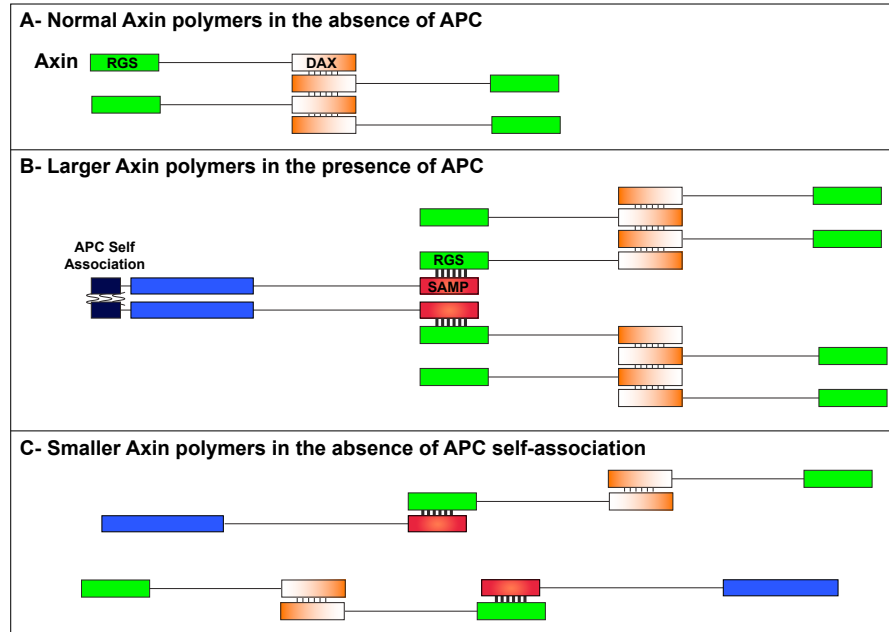 A- Normal Axin polymers in the absence of APC
Axin
RGS
DAX
B- Larger Axin polymers in the presence of APC
APC Self
Association
RGS
SAMP
C- Smaller Axin polymers in the absence of APC self-association